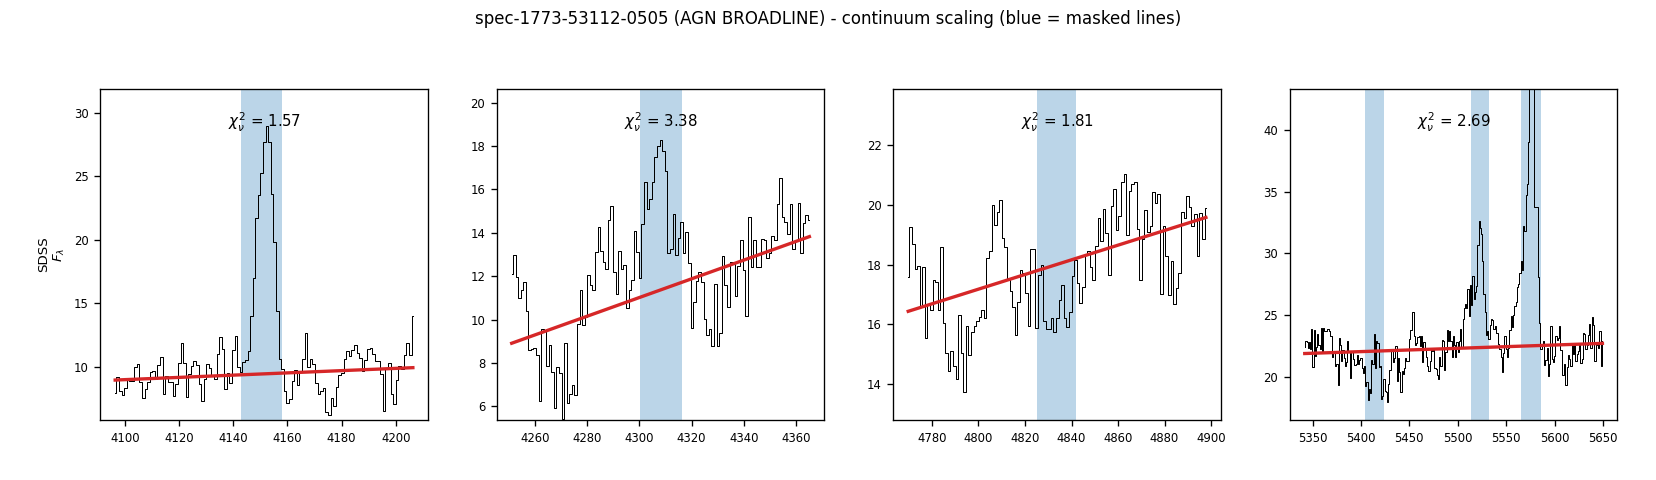 spec-1773-53112-0505 (AGN BROADLINE) - continuum scaling (blue = masked lines)
SDSS
Fλ
χ²ν = 1.57
30
25
20
15
10
4100 4120 4140 4160 4180 4200
χ²ν = 3.38
20
18
16
14
12
10
8
6
4260 4280 4300 4320 4340 4360
χ²ν = 1.81
22
20
18
16
14
4780 4800 4820 4840 4860 4880 4900
χ²ν = 2.69
40
35
30
25
20
5350 5400 5450 5500 5550 5600 5650